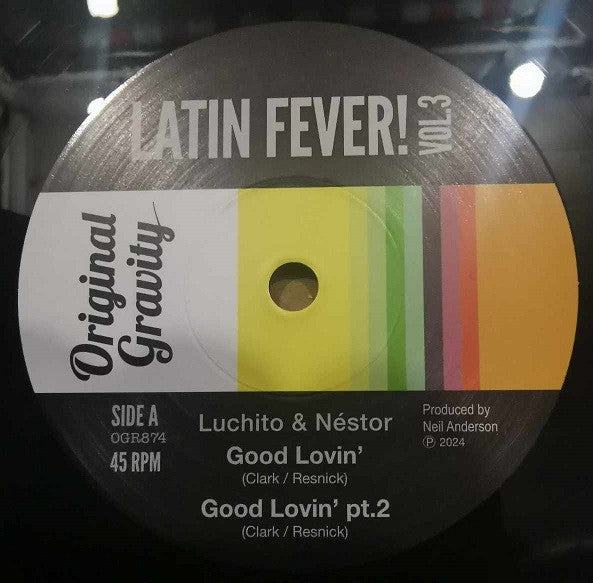 LATIN FEVER! VOL.3
Original
Gravity
SIDE A
OGR874
45 RPM
Luchito & Néstor
Good Lovin'
(Clark / Resnick)
Good Lovin' pt.2
(Clark / Resnick)
Produced by
Neil Anderson
℗ 2024